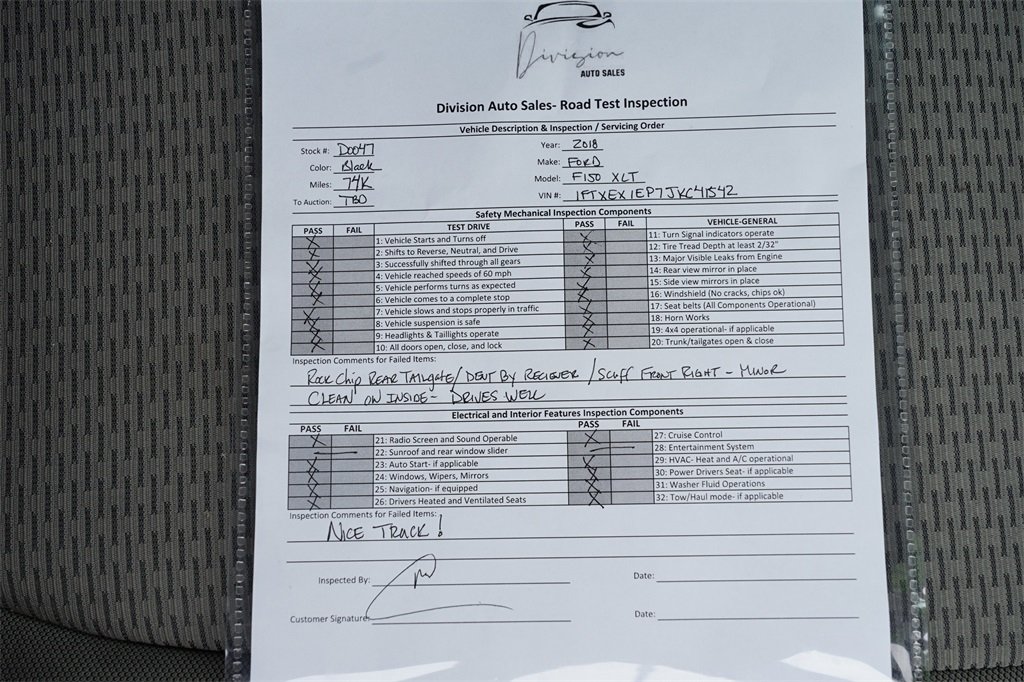 Division
AUTO SALES
Division Auto Sales- Road Test Inspection
Vehicle Description & Inspection / Servicing Order
Stock #: D0047 Year: 2018
Color: Black Make: FORD
Miles: 74K Model: F150 XLT
To Auction: TBD VIN #: 1FTXEX1EP7JKC41542
Safety Mechanical Inspection Components
PASS FAIL TEST DRIVE PASS FAIL VEHICLE-GENERAL
X 1: Vehicle Starts and Turns off X 11: Turn Signal indicators operate
X 2: Shifts to Reverse, Neutral, and Drive X 12: Tire Tread Depth at least 2/32"
X 3: Successfully shifted through all gears X 13: Major Visible Leaks from Engine
X 4: Vehicle reached speeds of 60 mph X 14: Rear view mirror in place
X 5: Vehicle performs turns as expected X 15: Side view mirrors in place
X 6: Vehicle comes to a complete stop X 16: Windshield (No cracks, chips ok)
X 7: Vehicle slows and stops properly in traffic X 17: Seat belts (All Components Operational)
X 8: Vehicle suspension is safe X 18: Horn Works
X 9: Headlights & Taillights operate X 19: 4x4 operational- if applicable
X 10: All doors open, close, and lock X 20: Trunk/tailgates open & close
Inspection Comments for Failed Items:
Rock Chip REAR TAILgATE / DENT BY RECIEVER / SCUFF FRONT RIGHT - MINOR
CLEAN ON INSIDE - DRIVES WELL
Electrical and Interior Features Inspection Components
PASS FAIL PASS FAIL
X 21: Radio Screen and Sound Operable X 27: Cruise Control
— 22: Sunroof and rear window slider — 28: Entertainment System
X 23: Auto Start- if applicable X 29: HVAC- Heat and A/C operational
X 24: Windows, Wipers, Mirrors X 30: Power Drivers Seat- if applicable
X 25: Navigation- if equipped X 31: Washer Fluid Operations
X 26: Drivers Heated and Ventilated Seats X 32: Tow/Haul mode- if applicable
Inspection Comments for Failed Items:
NICE TRUCK!
Inspected By: Date:
Customer Signature: Date: